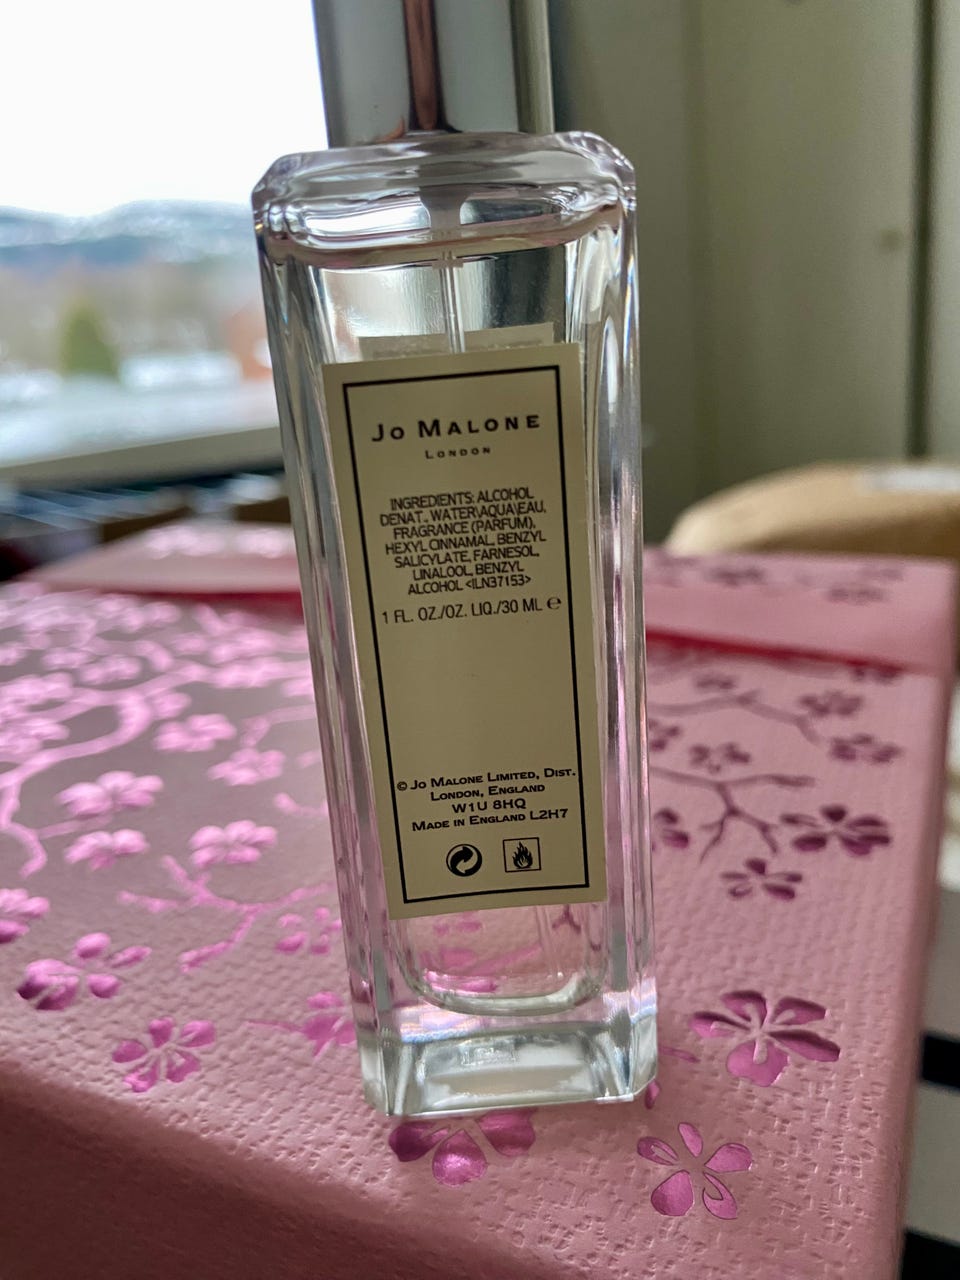 Jo Malone
London
INGREDIENTS: ALCOHOL
DENAT., WATER\AQUA\EAU,
FRAGRANCE (PARFUM),
HEXYL CINNAMAL, BENZYL
SALICYLATE, FARNESOL,
LINALOOL, BENZYL
ALCOHOL <ILN37153>
1 FL. OZ./OZ. LIQ./30 ML ℮
© Jo Malone Limited, Dist.
London, England
W1U 8HQ
Made in England L2H7